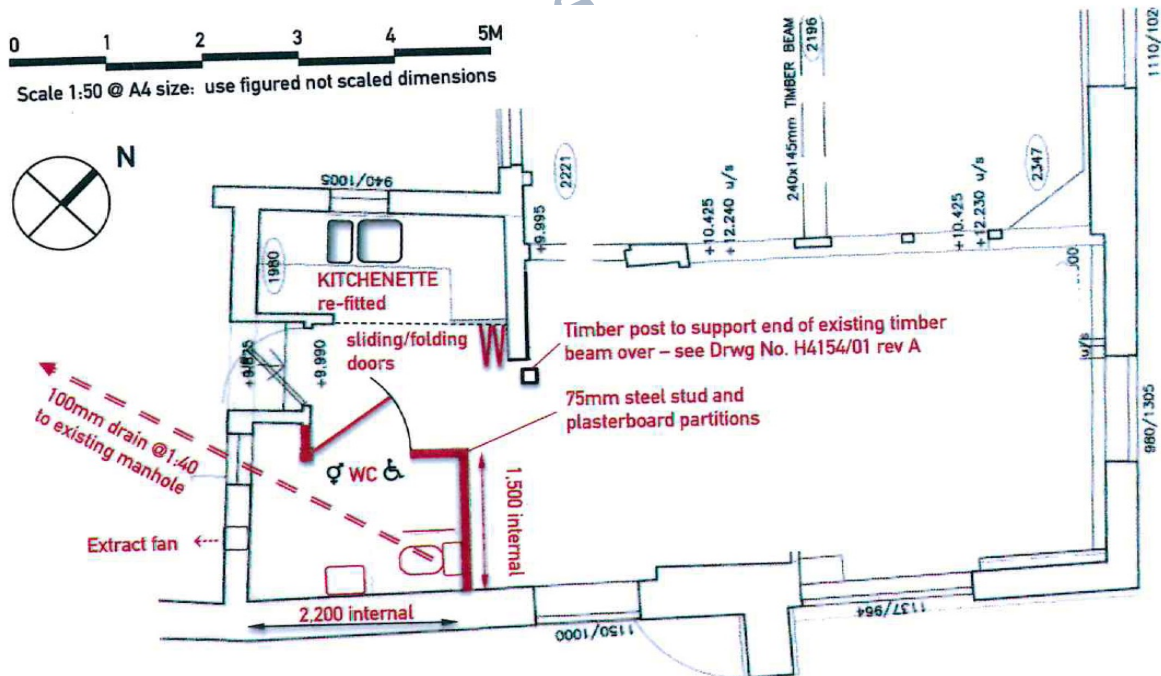 0 1 2 3 4 5M
Scale 1:50 @ A4 size: use figured not scaled dimensions
N
240x145mm TIMBER BEAM
2196
1110/1020
2221
2347
940/1005
+9.995
+10.425
+12.240 u/s
+10.425
+12.230 u/s
1980
KITCHENETTE
re-fitted
sliding/folding
doors
+9.990
Timber post to support end of existing timber
beam over – see Drwg No. H4154/01 rev A
u/s
75mm steel stud and
plasterboard partitions
980/1305
100mm drain @1:40
to existing manhole
WC
1,500 internal
Extract fan
2,200 internal
1150/1000
1137/964